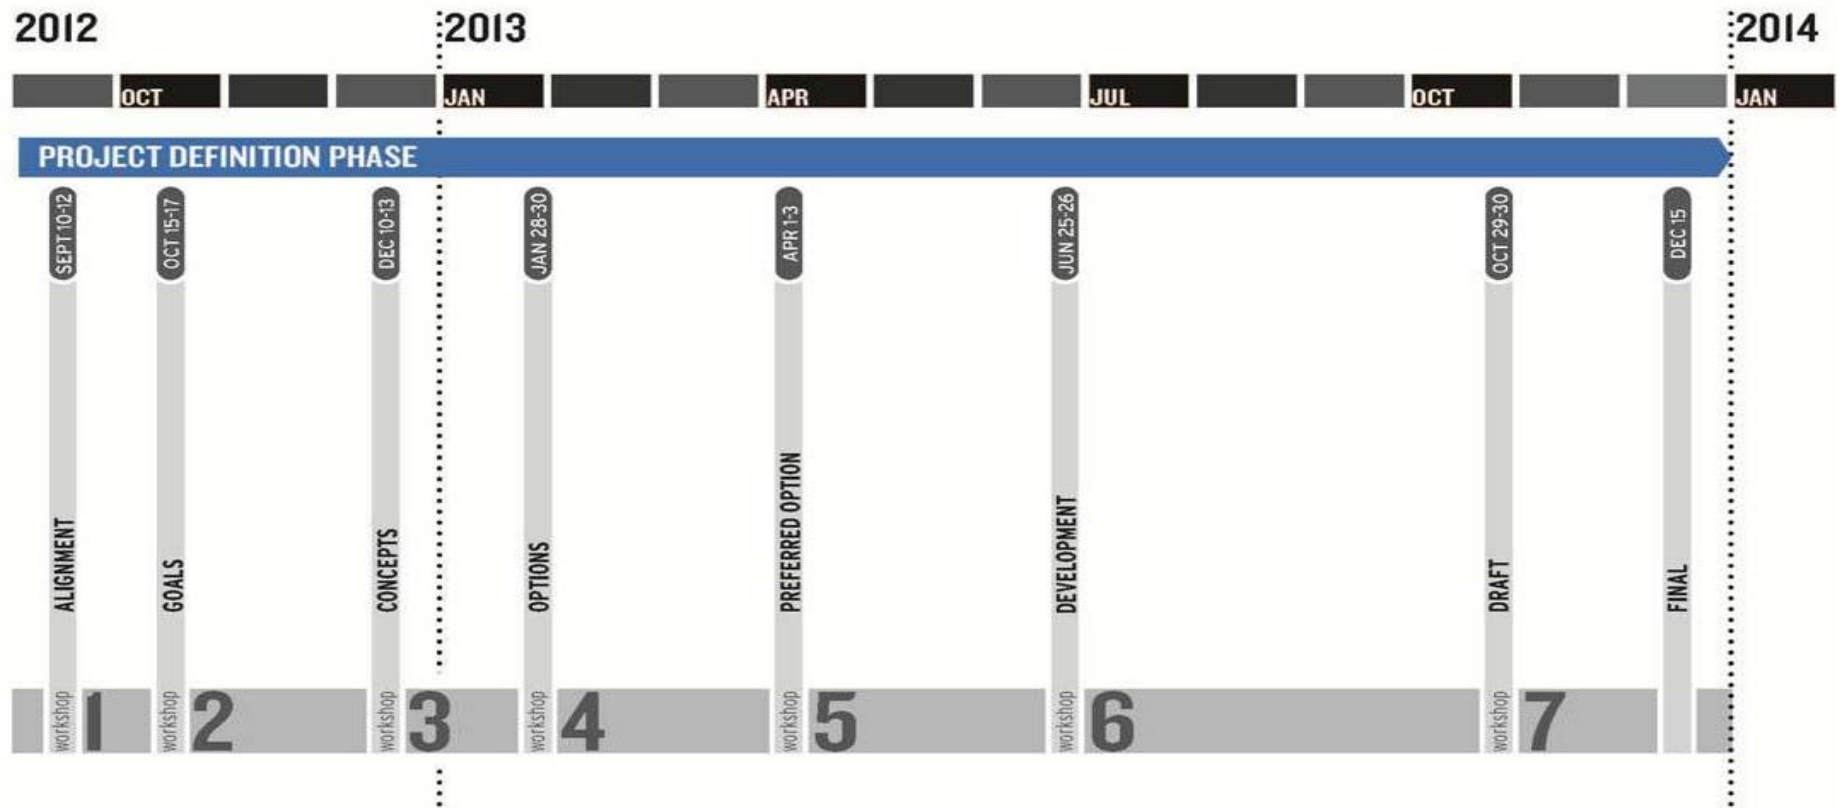 2012
2013
2014
OCT
JAN
APR
JUL
OCT
JAN
PROJECT DEFINITION PHASE
SEPT 10-12
OCT 15-17
DEC 10-13
JAN 28-30
APR 1-3
JUN 25-26
OCT 29-30
DEC 15
ALIGNMENT
GOALS
CONCEPTS
OPTIONS
PREFERRED OPTION
DEVELOPMENT
DRAFT
FINAL
workshop 1
workshop 2
workshop 3
workshop 4
workshop 5
workshop 6
workshop 7